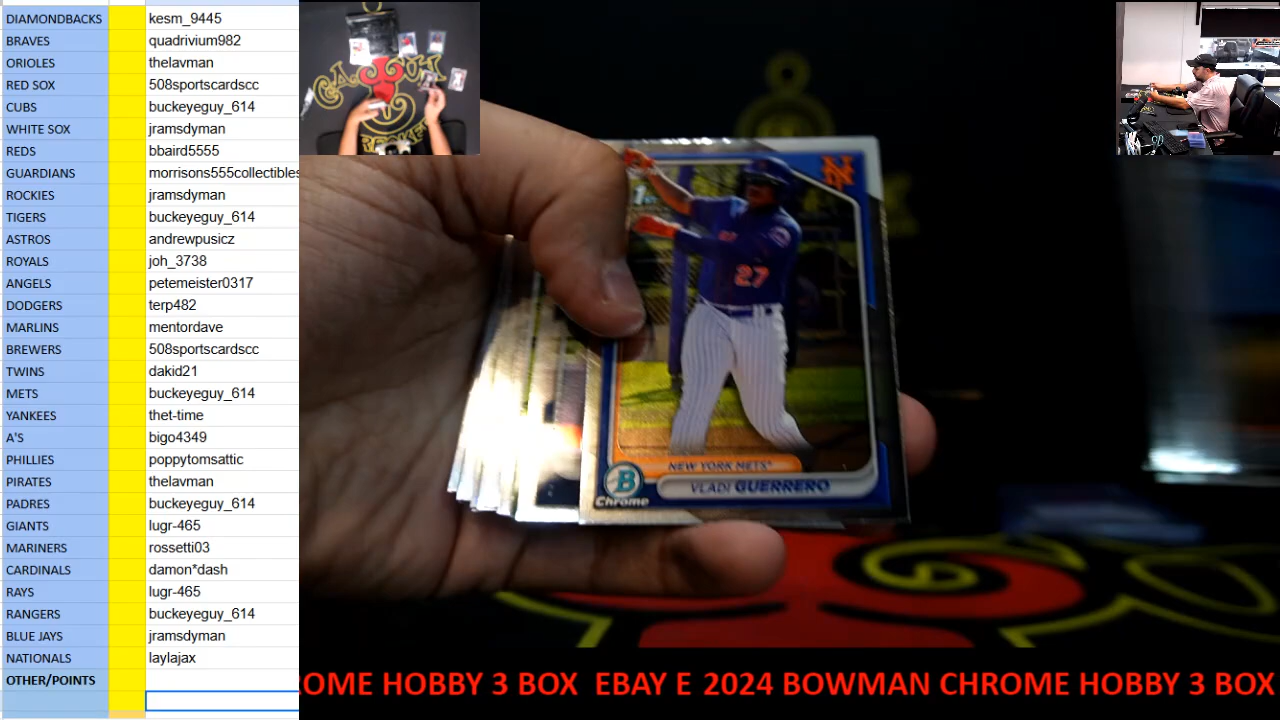 DIAMONDBACKS kesm_9445
BRAVES quadrivium982
ORIOLES thelavman
RED SOX 508sportscardscc
CUBS buckeyeguy_614
WHITE SOX jramsdyman
REDS bbaird5555
GUARDIANS morrisons555collectibles
ROCKIES jramsdyman
TIGERS buckeyeguy_614
ASTROS andrewpusicz
ROYALS joh_3738
ANGELS petemeister0317
DODGERS terp482
MARLINS mentordave
BREWERS 508sportscardscc
TWINS dakid21
METS buckeyeguy_614
YANKEES thet-time
A'S bigo4349
PHILLIES poppytomsattic
PIRATES thelavman
PADRES buckeyeguy_614
GIANTS lugr-465
MARINERS rossetti03
CARDINALS damon*dash
RAYS lugr-465
RANGERS buckeyeguy_614
BLUE JAYS jramsdyman
NATIONALS laylajax
OTHER/POINTS
NY
1st
27
NEW YORK METS
B
Chrome
VLADI GUERRERO
OME HOBBY 3 BOX EBAY E 2024 BOWMAN CHROME HOBBY 3 BOX